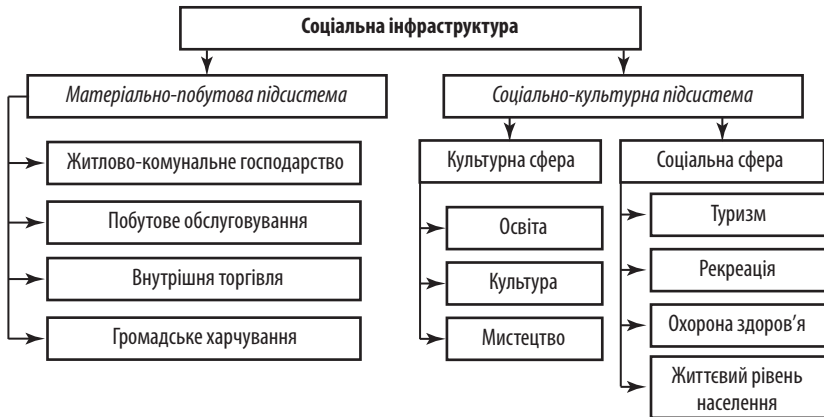 Соціальна інфраструктура
Матеріально-побутова підсистема
Житлово-комунальне господарство
Побутове обслуговування
Внутрішня торгівля
Громадське харчування
Соціально-культурна підсистема
Культурна сфера
Освіта
Культура
Мистецтво
Соціальна сфера
Туризм
Рекреація
Охорона здоров’я
Життєвий рівень
населення